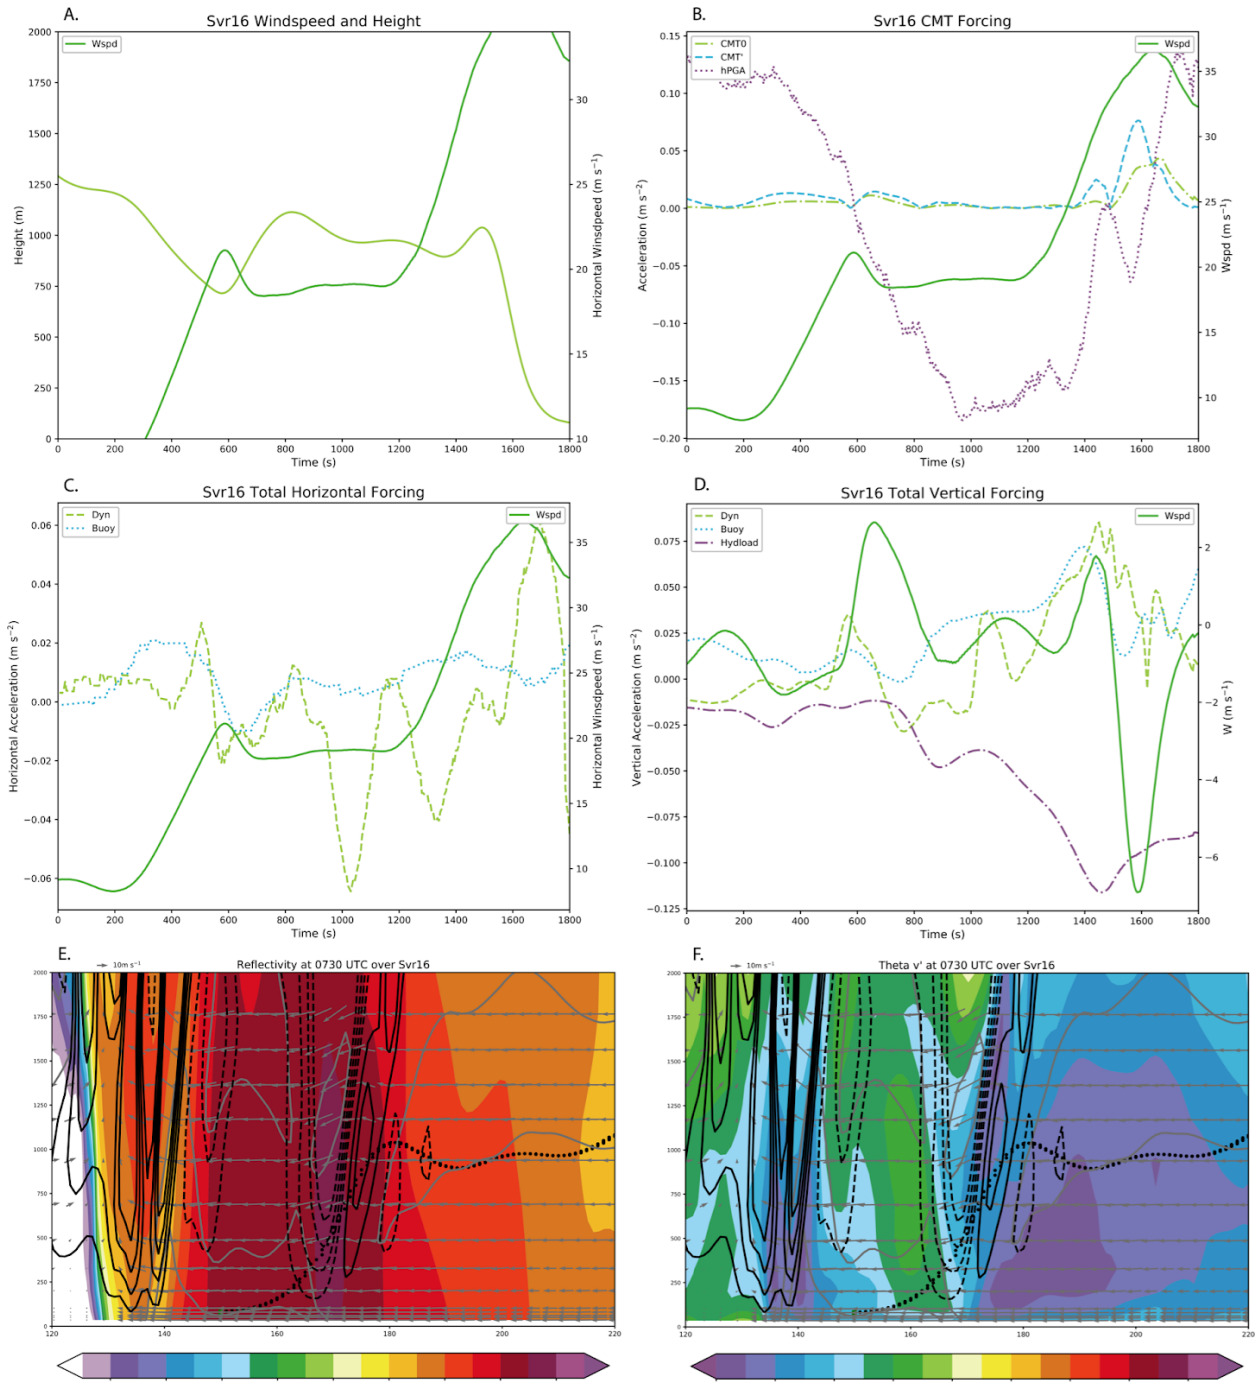 A.
Svr16 Windspeed and Height
Wspd
2000
1750
1500
1250
1000
750
500
250
0
Height (m)
30
25
20
15
10
Horizontal Winsdspeed (m s⁻¹)
0 200 400 600 800 1000 1200 1400 1600 1800
Time (s)
B.
Svr16 CMT Forcing
CMT0
CMT'
hPGA
Wspd
0.15
0.10
0.05
0.00
−0.05
−0.10
−0.15
−0.20
Acceleration (m s⁻²)
35
30
25
20
15
10
Wspd (m s⁻¹)
0 200 400 600 800 1000 1200 1400 1600 1800
Time (s)
C.
Svr16 Total Horizontal Forcing
Dyn
Buoy
Wspd
0.06
0.04
0.02
0.00
−0.02
−0.04
−0.06
Horizontal Acceleration (m s⁻²)
35
30
25
20
15
10
Horizontal Winsdspeed (m s⁻¹)
0 200 400 600 800 1000 1200 1400 1600 1800
Time (s)
D.
Svr16 Total Vertical Forcing
Dyn
Buoy
Hydload
Wspd
0.075
0.050
0.025
0.000
−0.025
−0.050
−0.075
−0.100
−0.125
Vertical Acceleration (m s⁻²)
2
0
−2
−4
−6
W (m s⁻¹)
0 200 400 600 800 1000 1200 1400 1600 1800
Time (s)
E.
10m s⁻¹
Reflectivity at 0730 UTC over Svr16
2000
1750
1500
1250
1000
750
500
250
0
120 140 160 180 200 220
F.
10m s⁻¹
Theta v' at 0730 UTC over Svr16
2000
1750
1500
1250
1000
750
500
250
0
120 140 160 180 200 220